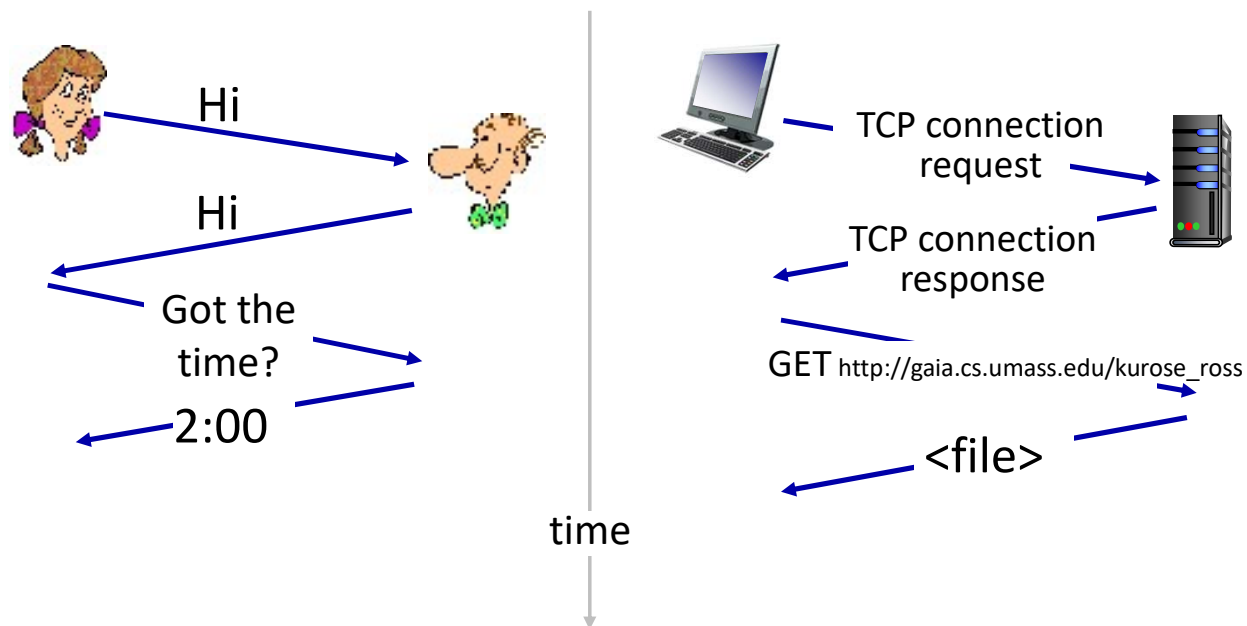 Hi
Hi
Got the
time?
2:00
TCP connection
request
TCP connection
response
GET http://gaia.cs.umass.edu/kurose_ross
<file>
time